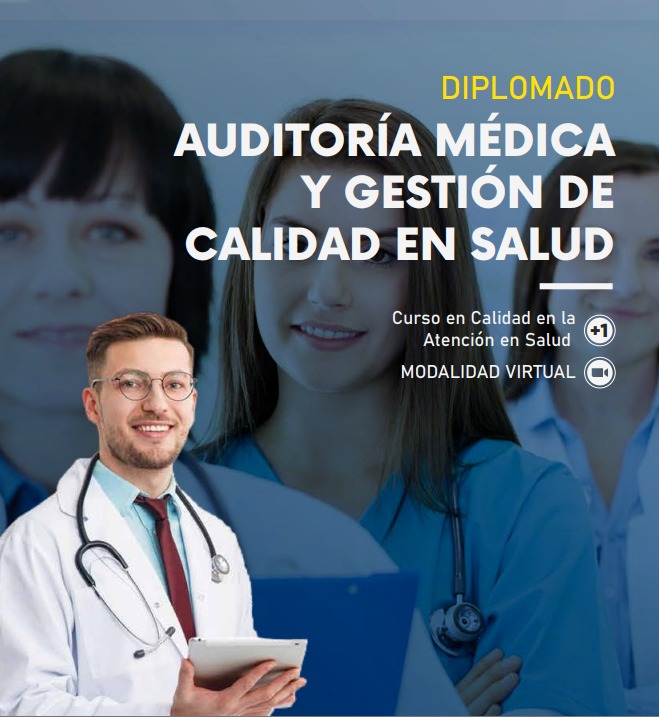 DIPLOMADO
AUDITORÍA MÉDICA
Y GESTIÓN DE
CALIDAD EN SALUD
Curso en Calidad en la
Atención en Salud +1
MODALIDAD VIRTUAL